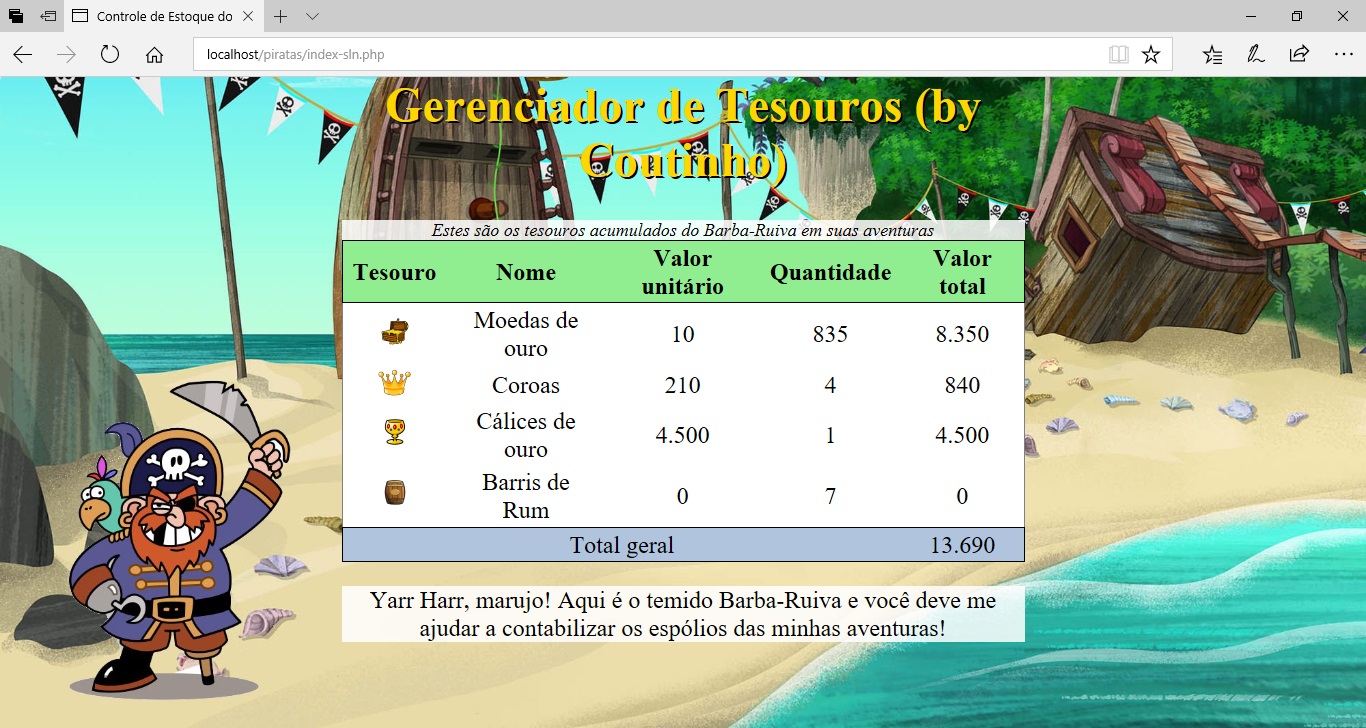 Controle de Estoque do
localhost/piratas/index-sln.php
Gerenciador de Tesouros (by
Coutinho)
Estes são os tesouros acumulados do Barba-Ruiva em suas aventuras
Tesouro Nome Valor unitário Quantidade Valor total
Moedas de ouro 10 835 8.350
Coroas 210 4 840
Cálices de ouro 4.500 1 4.500
Barris de Rum 0 7 0
Total geral 13.690
Yarr Harr, marujo! Aqui é o temido Barba-Ruiva e você deve me
ajudar a contabilizar os espólios das minhas aventuras!